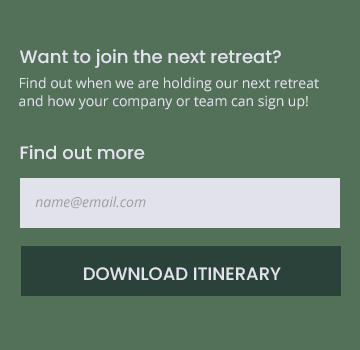 Want to join the next retreat?
Find out when we are holding our next retreat
and how your company or team can sign up!
Find out more
name@email.com
DOWNLOAD ITINERARY